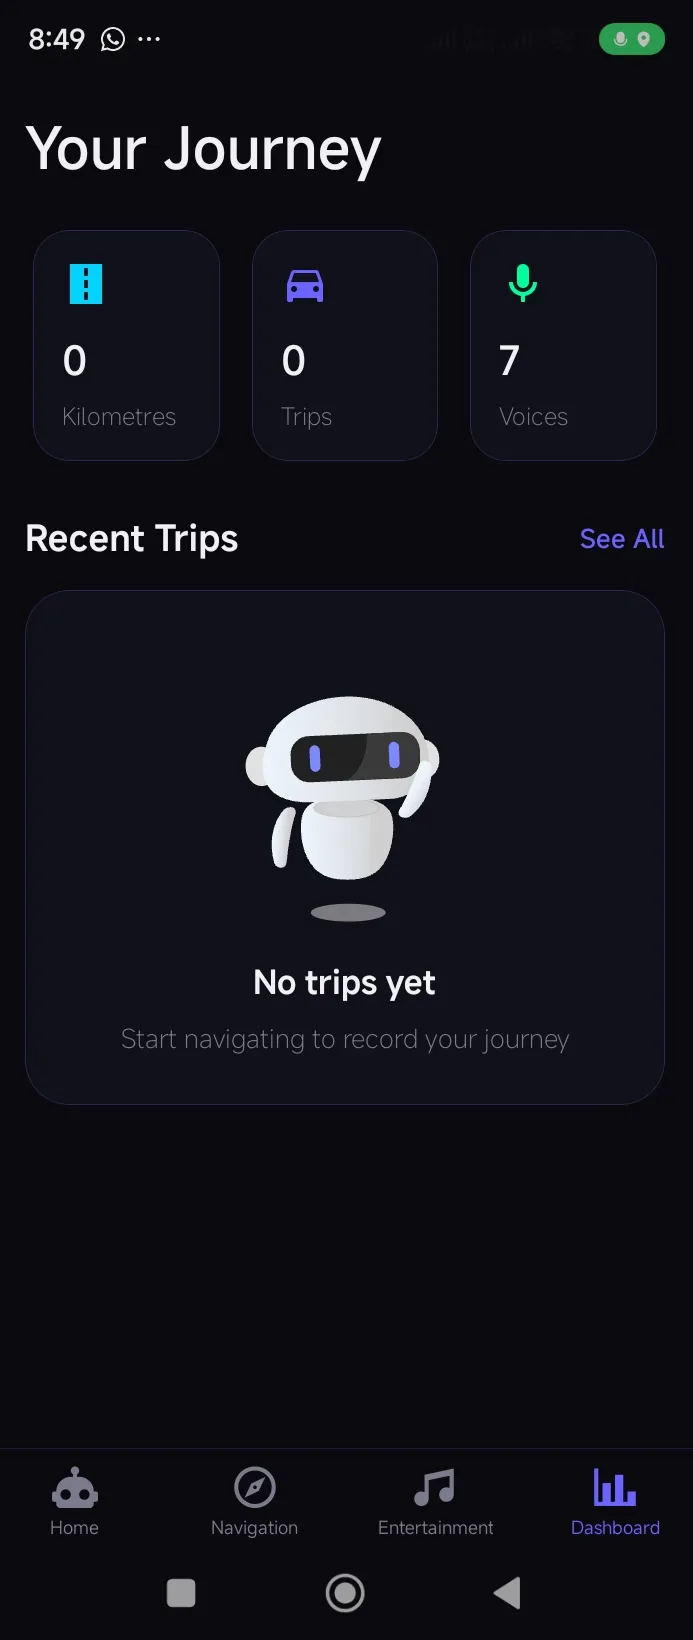 8:49
Your Journey
0
Kilometres
0
Trips
7
Voices
Recent Trips
See All
No trips yet
Start navigating to record your journey
Home
Navigation
Entertainment
Dashboard